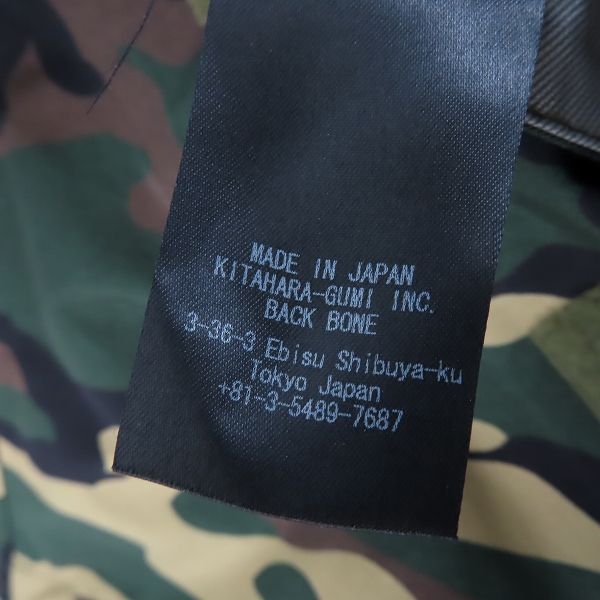 MADE IN JAPAN
KITAHARA-GUMI INC.
BACK BONE
3-36-3 Ebisu Shibuya-ku
Tokyo Japan
+81-3-5489-7687